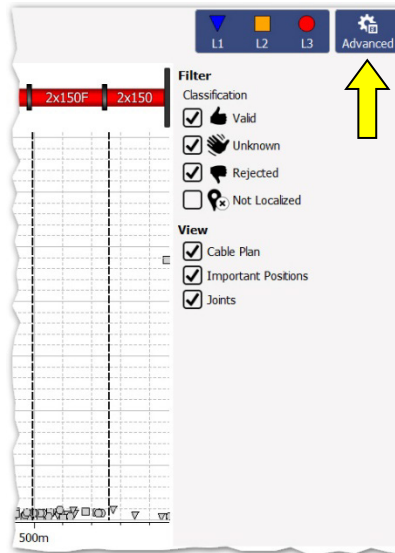 L1 L2 L3 Advanced
Filter
2x150F 2x150
Classification
Valid
Unknown
Rejected
Not Localized
View
Cable Plan
Important Positions
Joints
500m